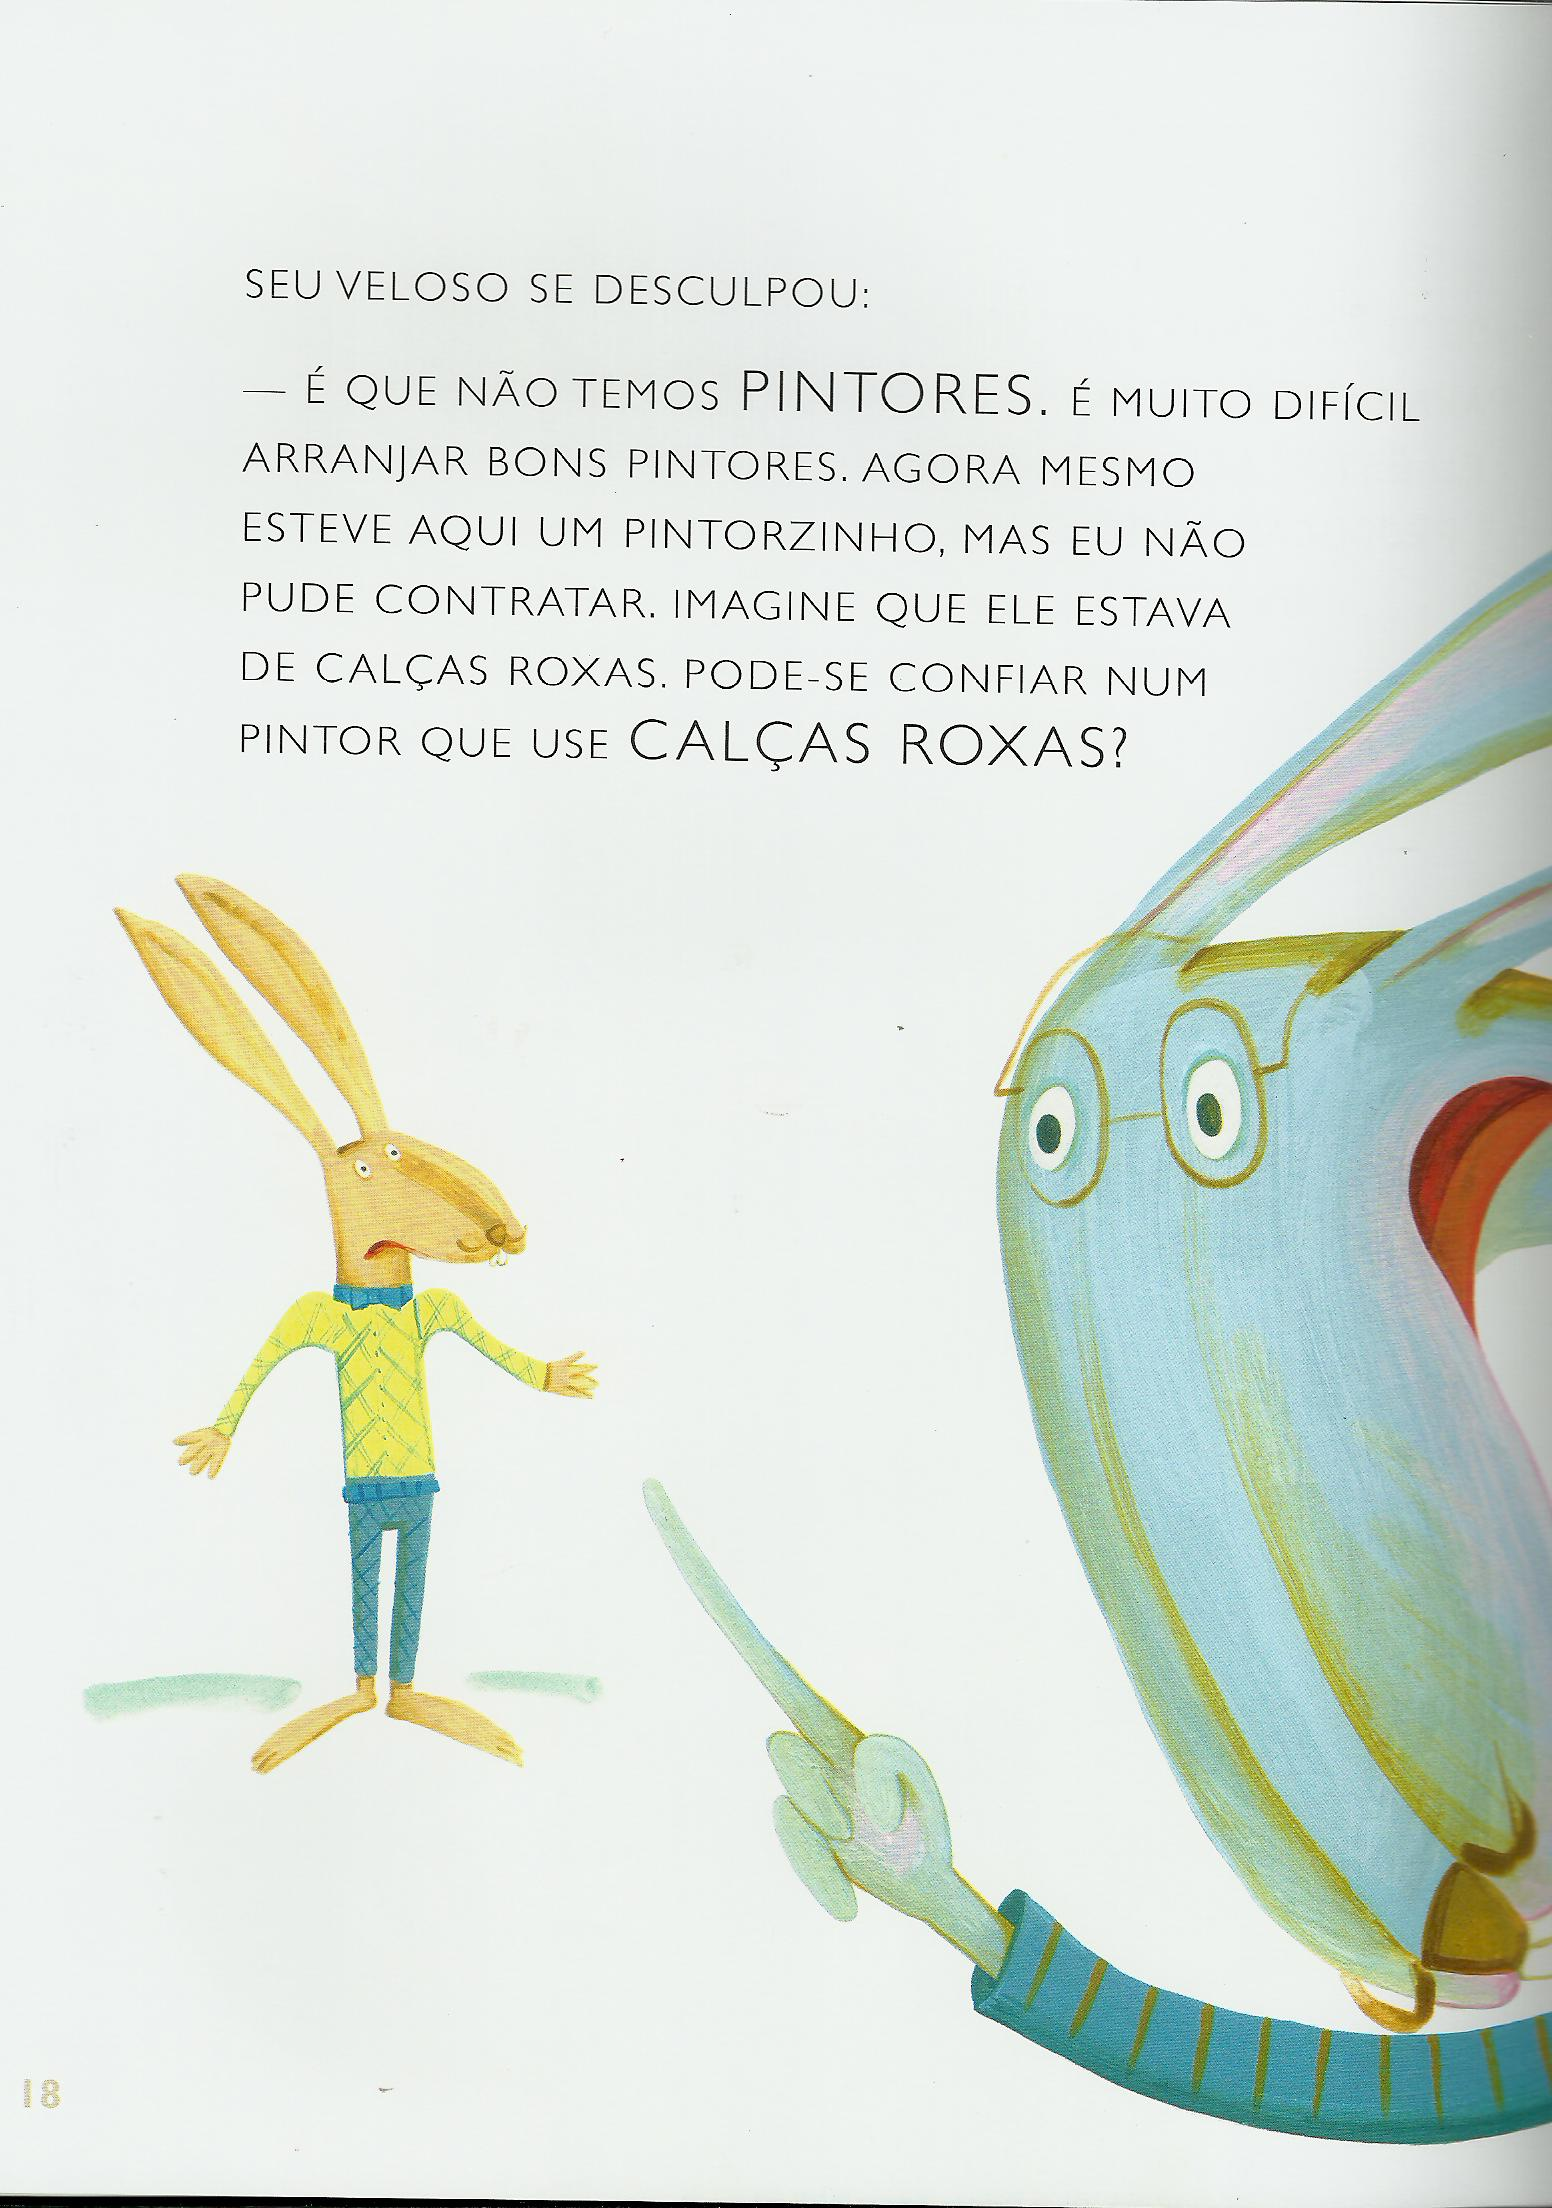 SEU VELOSO SE DESCULPOU:
— É QUE NÃO TEMOS PINTORES. É MUITO DIFÍCIL
ARRANJAR BONS PINTORES. AGORA MESMO
ESTEVE AQUI UM PINTORZINHO, MAS EU NÃO
PUDE CONTRATAR. IMAGINE QUE ELE ESTAVA
DE CALÇAS ROXAS. PODE-SE CONFIAR NUM
PINTOR QUE USE CALÇAS ROXAS?
18